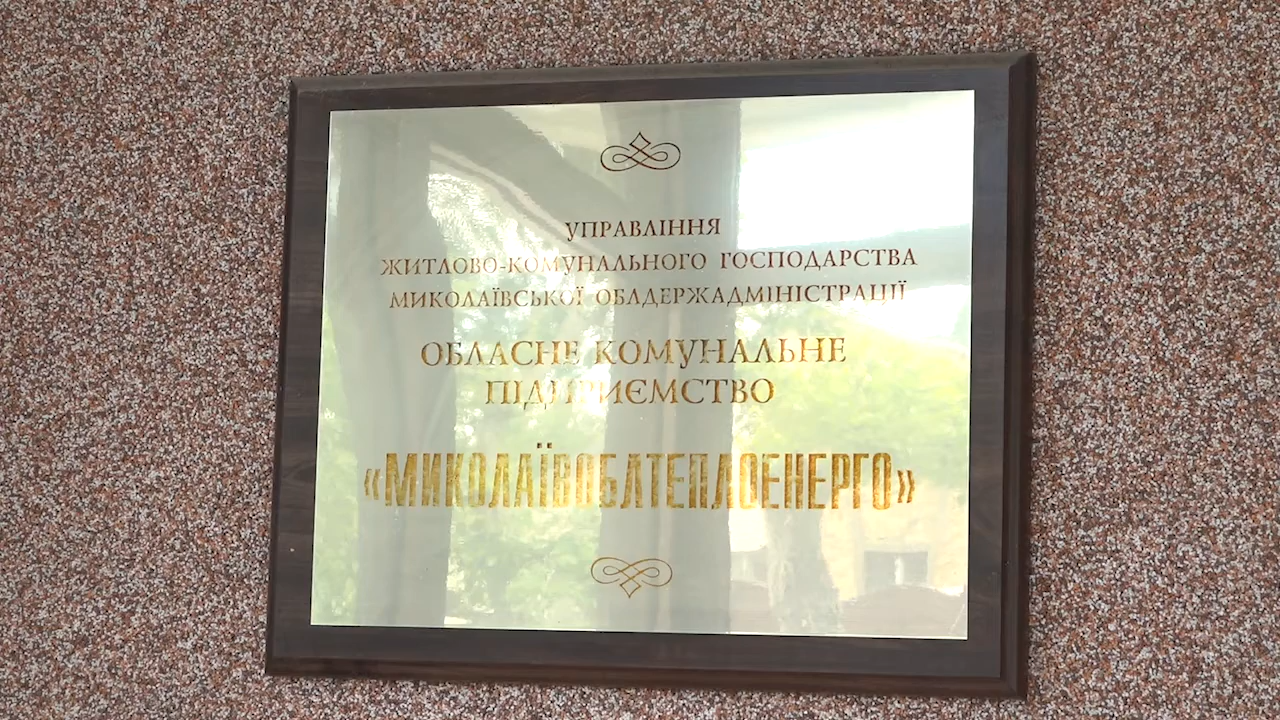 УПРАВЛІННЯ
ЖИТЛОВО-КОМУНАЛЬНОГО ГОСПОДАРСТВА
МИКОЛАЇВСЬКОЇ ОБЛДЕРЖАДМІНІСТРАЦІЇ
ОБЛАСНЕ КОМУНАЛЬНЕ
ПІДПРИЄМСТВО
«МИКОЛАЇВОБЛТЕПЛОЕНЕРГО»